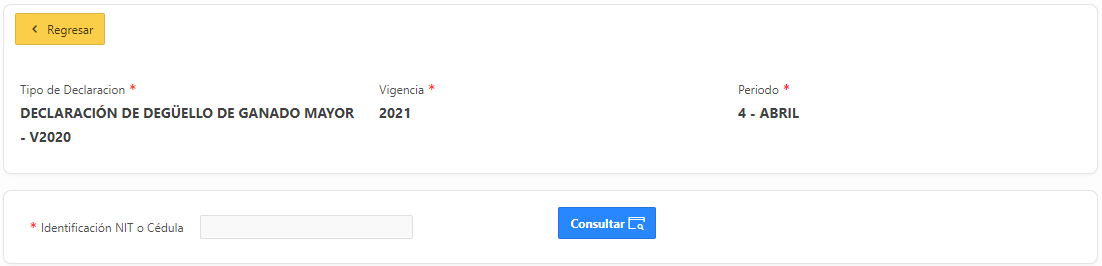 Regresar
Tipo de Declaracion *
Vigencia *
Periodo *
DECLARACIÓN DE DEGÜELLO DE GANADO MAYOR
- V2020
2021
4 - ABRIL
* Identificación NIT o Cédula
Consultar